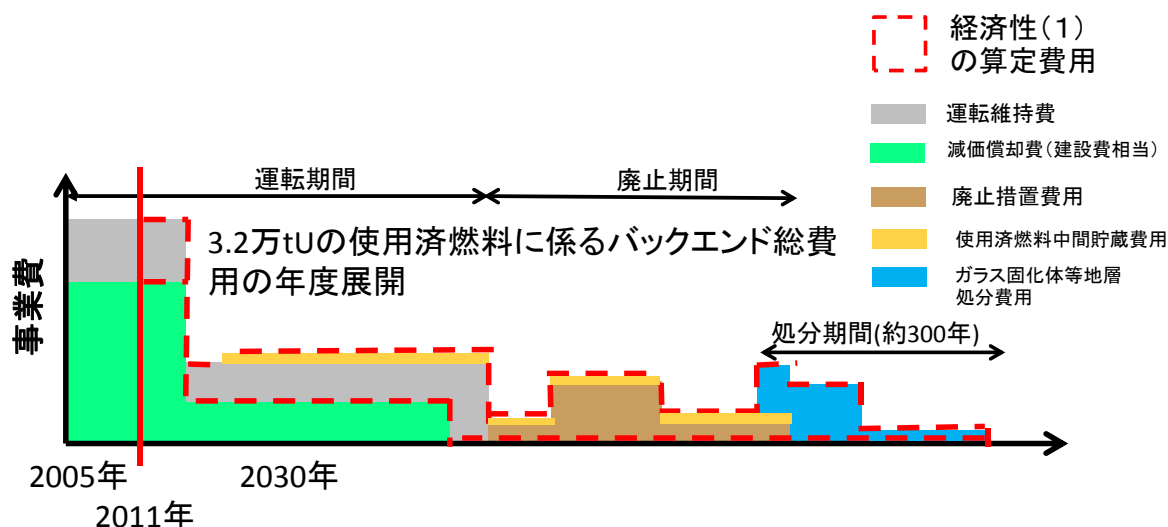 経済性(1)
の算定費用
運転維持費
減価償却費(建設費相当)
廃止措置費用
使用済燃料中間貯蔵費用
ガラス固化体等地層
処分費用
運転期間
廃止期間
3.2万tUの使用済燃料に係るバックエンド総費
用の年度展開
処分期間(約300年)
事業費
2005年
2030年
2011年